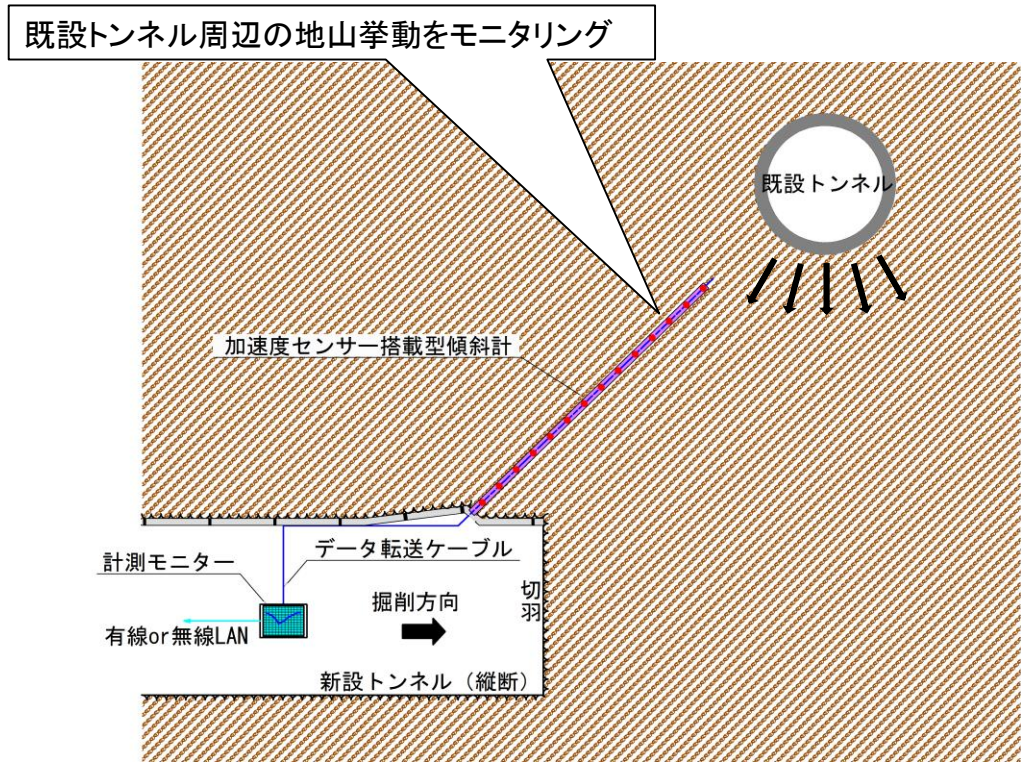 既設トンネル周辺の地山挙動をモニタリング
既設トンネル
加速度センサー搭載型傾斜計
データ転送ケーブル
計測モニター
切羽
掘削方向
有線or無線LAN
新設トンネル（縦断）